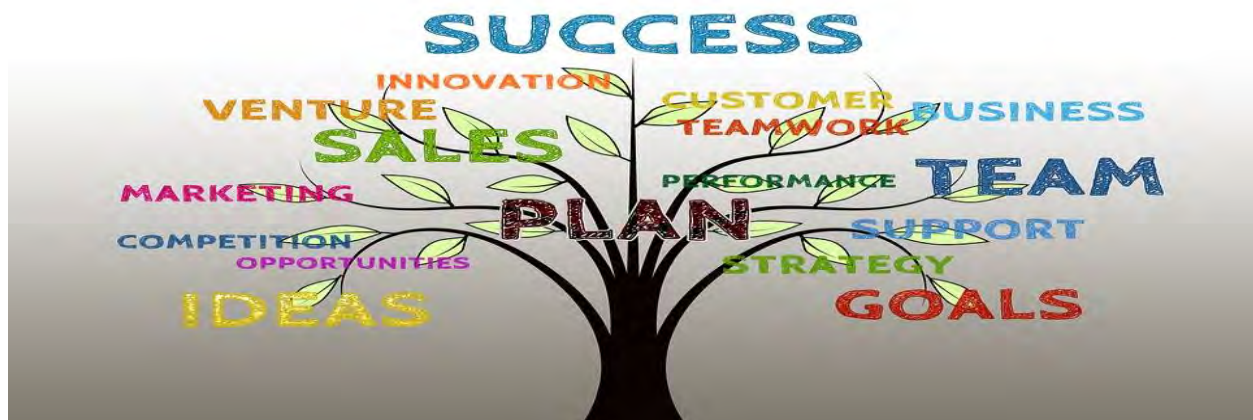 SUCCESS
INNOVATION
VENTURE
CUSTOMER
BUSINESS
TEAMWORK
SALES
TEAM
PERFORMANCE
MARKETING
PLAN
SUPPORT
COMPETITION
OPPORTUNITIES
STRATEGY
IDEAS
GOALS